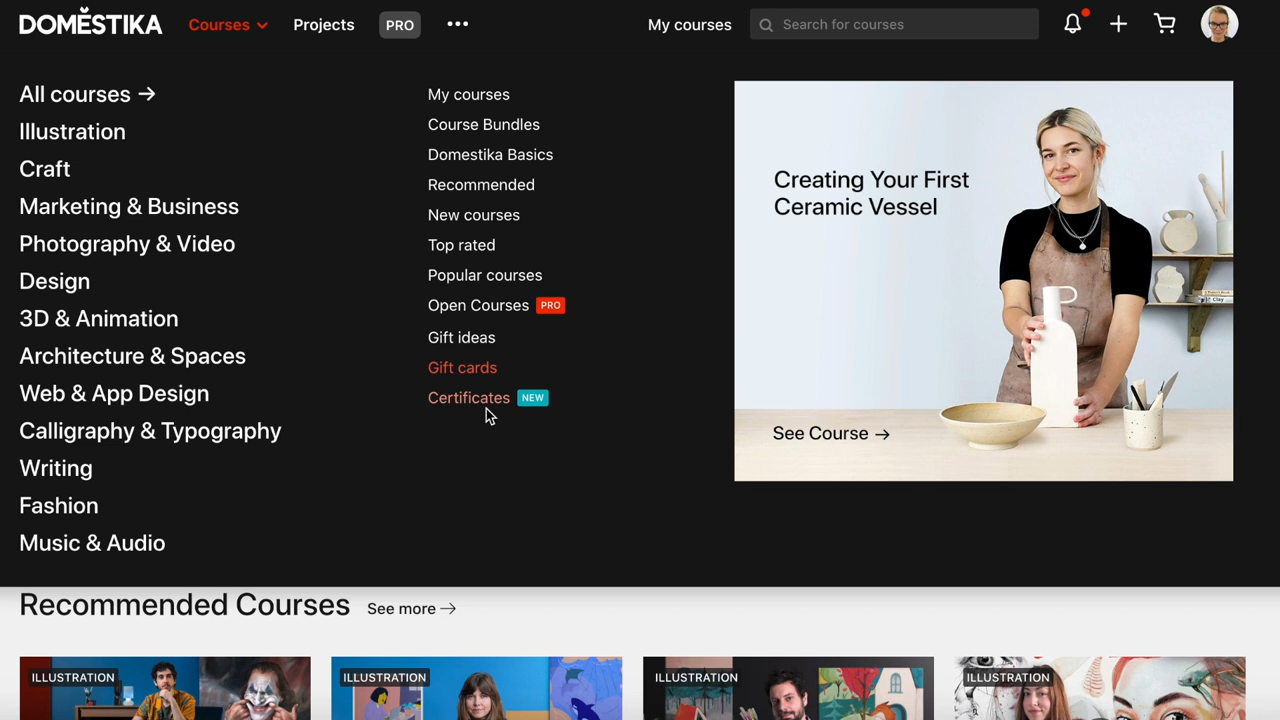 DOMĚSTIKA Courses Projects PRO ••• My courses Search for courses
All courses →
Illustration
Craft
Marketing & Business
Photography & Video
Design
3D & Animation
Architecture & Spaces
Web & App Design
Calligraphy & Typography
Writing
Fashion
Music & Audio
My courses
Course Bundles
Domestika Basics
Recommended
New courses
Top rated
Popular courses
Open Courses PRO
Gift ideas
Gift cards
Certificates NEW
Creating Your First
Ceramic Vessel
See Course →
Recommended Courses See more →
ILLUSTRATION
ILLUSTRATION
ILLUSTRATION
ILLUSTRATION